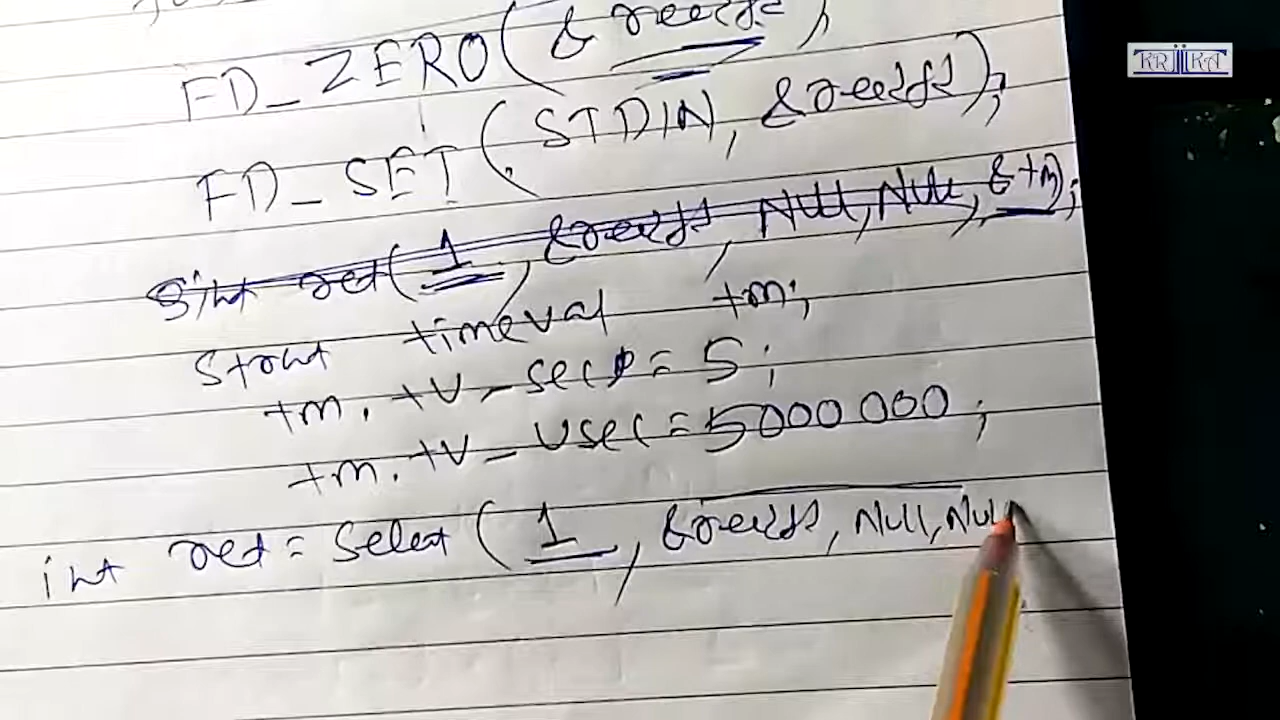 FD_ZERO(&readfs);
FD_SET(STDIN, &readfs);
int ret(1, &readfs, Null, Null, &tm);
Struct timeval tm;
tm.tv_sec = 5;
tm.tv_usec = 5000000;
int ret = Select(1, &readfs, Null, Null
KRIIKA